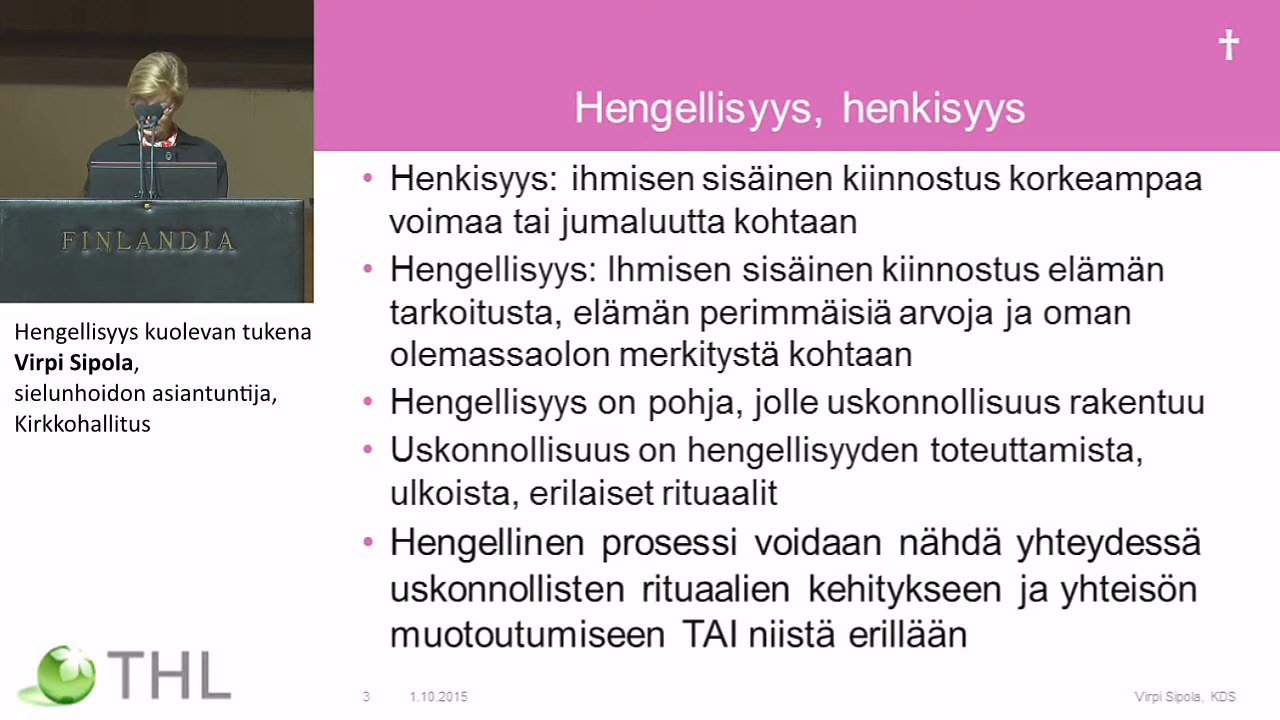 †
Hengellisyys, henkisyys
FINLANDIA
Hengellisyys kuolevan tukena
Virpi Sipola,
sielunhoidon asiantuntija,
Kirkkohallitus
• Henkisyys: ihmisen sisäinen kiinnostus korkeampaa
voimaa tai jumaluutta kohtaan
• Hengellisyys: Ihmisen sisäinen kiinnostus elämän
tarkoitusta, elämän perimmäisiä arvoja ja oman
olemassaolon merkitystä kohtaan
• Hengellisyys on pohja, jolle uskonnollisuus rakentuu
• Uskonnollisuus on hengellisyyden toteuttamista,
ulkoista, erilaiset rituaalit
• Hengellinen prosessi voidaan nähdä yhteydessä
uskonnollisten rituaalien kehitykseen ja yhteisön
muotoutumiseen TAI niistä erillään
THL
3 1.10.2015 Virpi Sipola, KDS